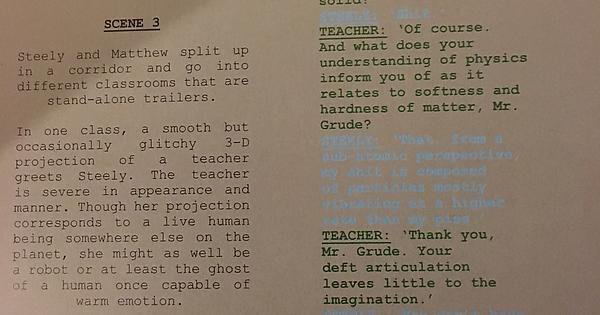 SCENE 3
Steely and Matthew split up
in a corridor and go into
different classrooms that are
stand-alone trailers.
In one class, a smooth but
occasionally glitchy 3-D
projection of a teacher
greets Steely. The teacher
is severe in appearance and
manner. Though her projection
corresponds to a live human
being somewhere else on the
planet, she might as well be
a robot or at least the ghost
of a human once capable of
warm emotion.
solid?
STEELY: 'Shit.'
TEACHER: 'Of course.
And what does your
understanding of physics
inform you of as it
relates to softness and
hardness of matter, Mr.
Grude?
STEELY: 'That, from a
sub-atomic perspective,
my shit is composed
of particles mostly
vibrating at a higher
rate than my piss.'
TEACHER: 'Thank you,
Mr. Grude. Your
deft articulation
leaves little to the
imagination.'